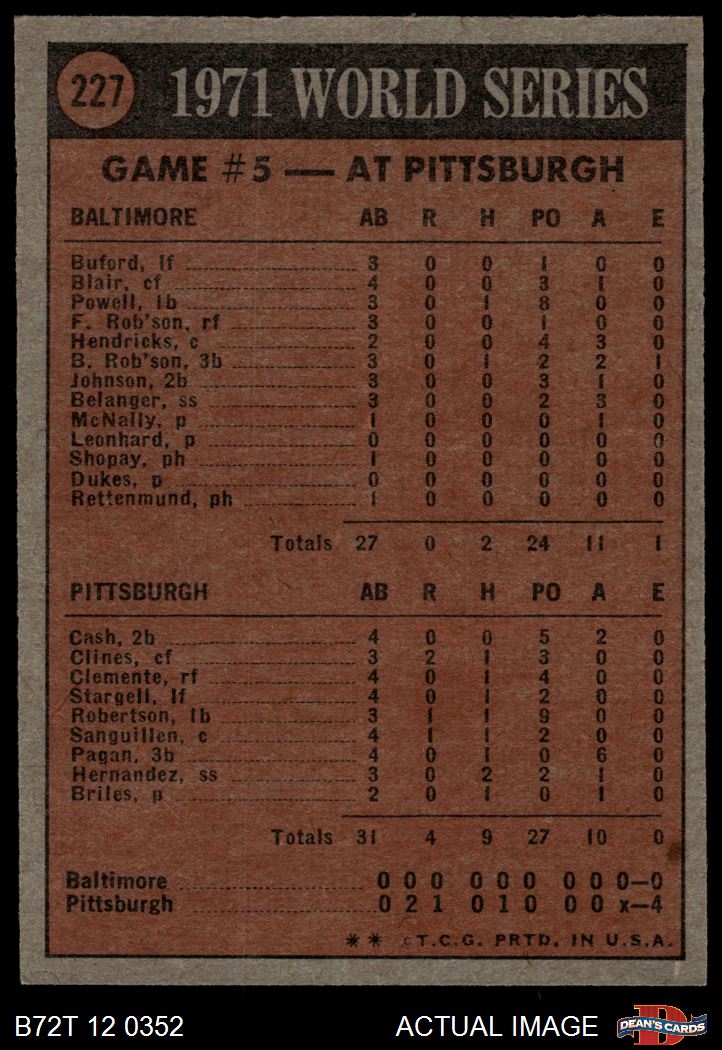 227 1971 WORLD SERIES
GAME #5 — AT PITTSBURGH
BALTIMORE AB R H PO A E
Buford, lf 3 0 0 1 0 0
Blair, cf 4 0 0 3 1 0
Powell, 1b 3 0 1 8 0 0
F. Rob'son, rf 3 0 0 1 0 0
Hendricks, c 2 0 0 4 3 0
B. Rob'son, 3b 3 0 1 2 2 1
Johnson, 2b 3 0 0 3 1 0
Belanger, ss 3 0 0 2 3 0
McNally, p 1 0 0 0 1 0
Leonhard, p 0 0 0 0 0 0
Shopay, ph 1 0 0 0 0 0
Dukes, p 0 0 0 0 0 0
Rettenmund, ph 1 0 0 0 0 0
Totals 27 0 2 24 11 1
PITTSBURGH AB R H PO A E
Cash, 2b 4 0 0 5 2 0
Clines, cf 3 2 1 3 0 0
Clemente, rf 4 0 1 4 0 0
Stargell, lf 4 0 1 2 0 0
Robertson, 1b 3 1 1 9 0 0
Sanguillen, c 4 1 1 2 0 0
Pagan, 3b 4 0 1 0 6 0
Hernandez, ss 3 0 2 2 1 0
Briles, p 2 0 1 0 1 0
Totals 31 4 9 27 10 0
Baltimore 0 0 0 0 0 0 0 0 0—0
Pittsburgh 0 2 1 0 1 0 0 0 x—4
** ©T.C.G. PRTD. IN U.S.A.
B72T 12 0352 ACTUAL IMAGE DEAN'S CARDS